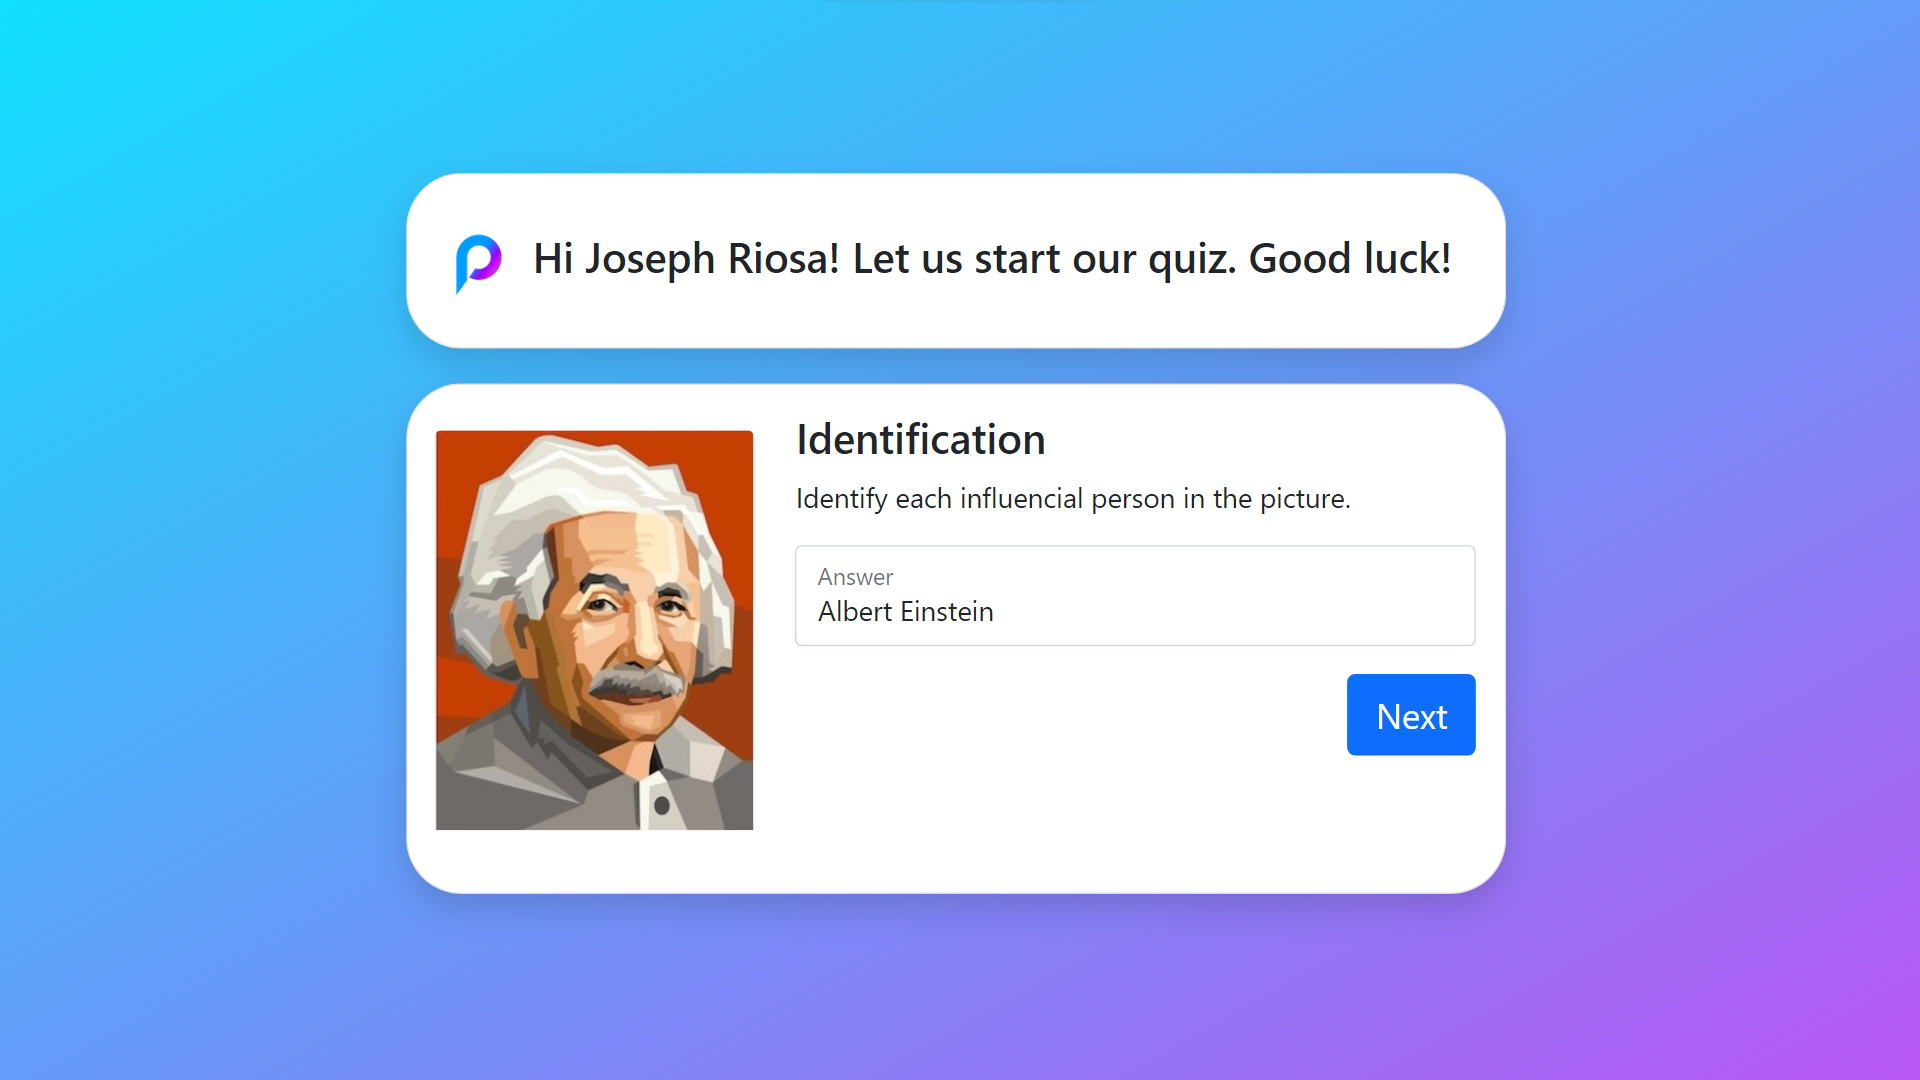 Hi Joseph Riosa! Let us start our quiz. Good luck!
Identification
Identify each influencial person in the picture.
Answer
Albert Einstein
Next